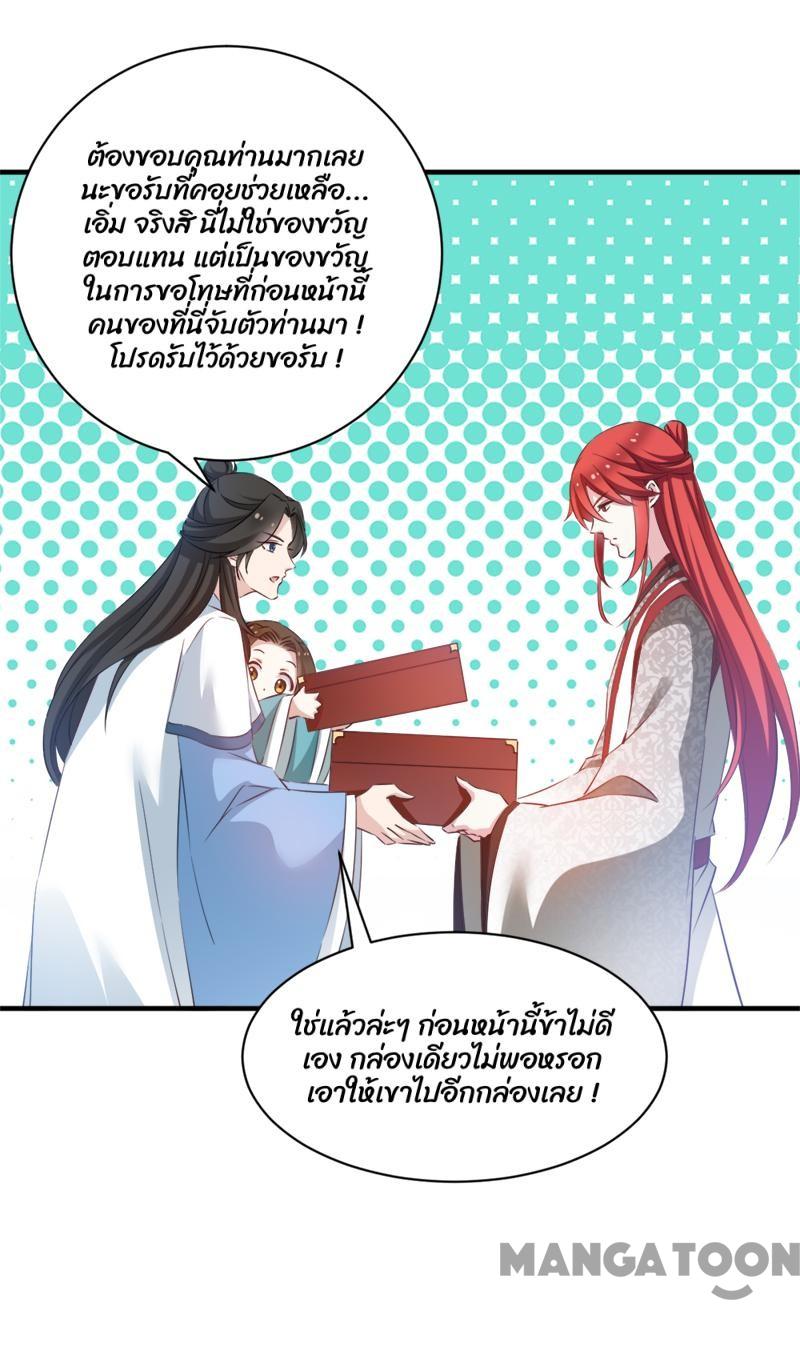 ต้องขอบคุณท่านมากเลย
นะขอรับที่คอยช่วยเหลือ...
เอิ่ม จริงสิ นี่ไม่ใช่ของขวัญ
ตอบแทน แต่เป็นของขวัญ
ในการขอโทษที่ก่อนหน้านี้
คนของที่นี่จับตัวท่านมา !
โปรดรับไว้ด้วยขอรับ !
ใช่แล้วล่ะๆ ก่อนหน้านี้ข้าไม่ดี
เอง กล่องเดียวไม่พอหรอก
เอาให้เขาไปอีกกล่องเลย !
MANGATOON